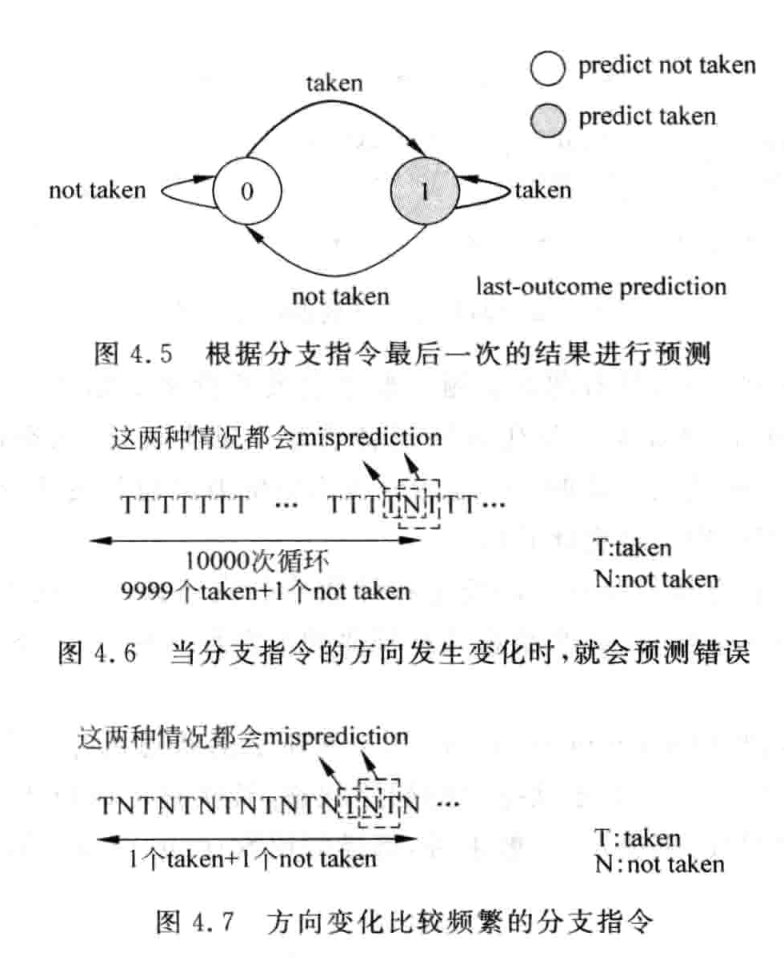 predict not taken
taken
predict taken
not taken
0
1
taken
not taken
last-outcome prediction
图 4.5 根据分支指令最后一次的结果进行预测
这两种情况都会misprediction
TTTTTTT ··· TTTTNTTT···
10000次循环
9999个taken+1个not taken
T:taken
N:not taken
图 4.6 当分支指令的方向发生变化时,就会预测错误
这两种情况都会misprediction
TNTNTNTNTNTNTNTN ···
1个taken+1个not taken
T:taken
N:not taken
图 4.7 方向变化比较频繁的分支指令